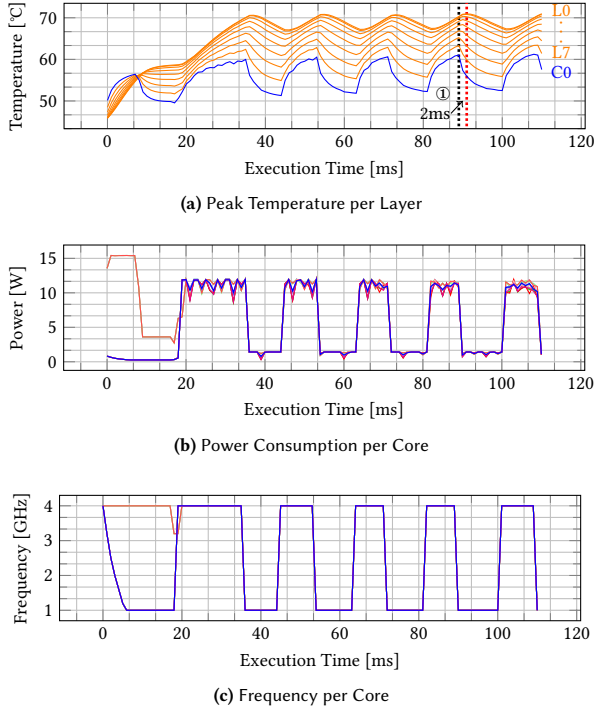 Temperature [℃]
70
60
50
L0
L7
C0
①
2ms
0 20 40 60 80 100 120
Execution Time [ms]
(a) Peak Temperature per Layer
Power [W]
15
10
5
0
0 20 40 60 80 100 120
Execution Time [ms]
(b) Power Consumption per Core
Frequency [GHz]
4
3
2
1
0 20 40 60 80 100 120
Execution Time [ms]
(c) Frequency per Core